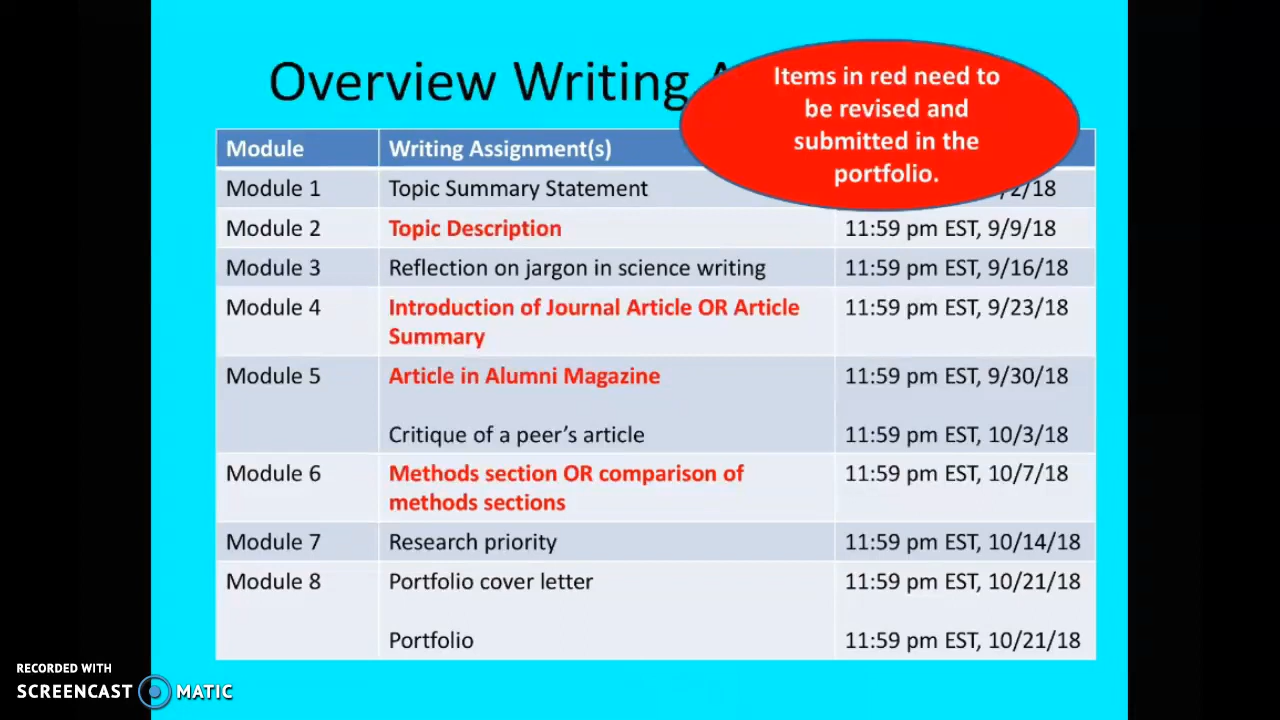 Overview Writing
Items in red need to
be revised and
submitted in the
portfolio.
Module Writing Assignment(s)
Module 1 Topic Summary Statement /2/18
Module 2 Topic Description 11:59 pm EST, 9/9/18
Module 3 Reflection on jargon in science writing 11:59 pm EST, 9/16/18
Module 4 Introduction of Journal Article OR Article 11:59 pm EST, 9/23/18
Summary
Module 5 Article in Alumni Magazine 11:59 pm EST, 9/30/18
Critique of a peer’s article 11:59 pm EST, 10/3/18
Module 6 Methods section OR comparison of 11:59 pm EST, 10/7/18
methods sections
Module 7 Research priority 11:59 pm EST, 10/14/18
Module 8 Portfolio cover letter 11:59 pm EST, 10/21/18
Portfolio 11:59 pm EST, 10/21/18
RECORDED WITH
SCREENCAST MATIC